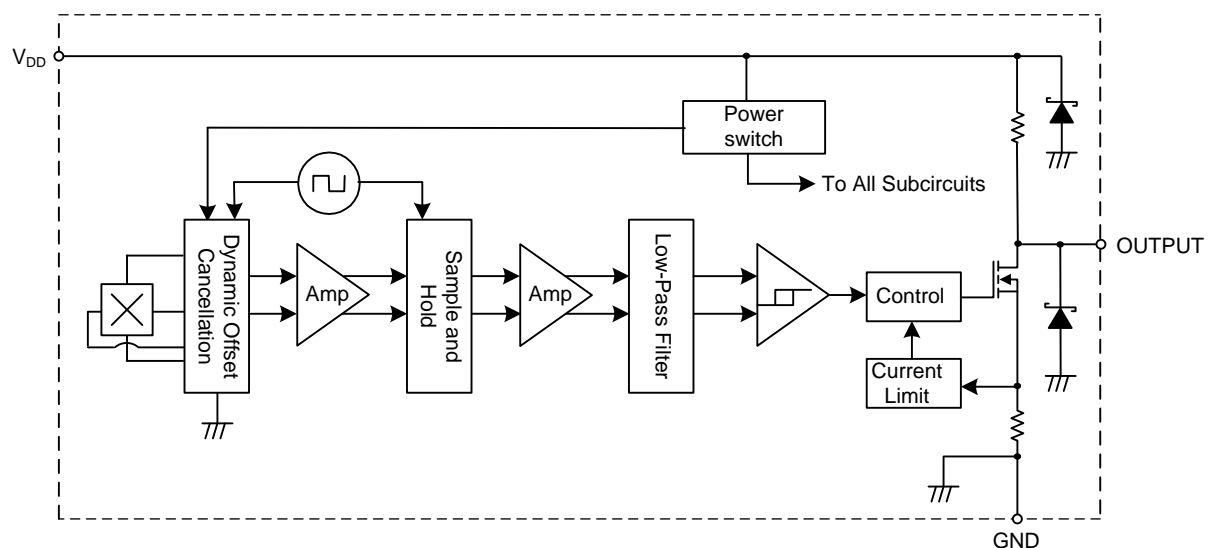 V_DD
Power
switch
To All Subcircuits
Dynamic Offset
Cancellation
Amp
Sample and
Hold
Amp
Low-Pass Filter
Control
Current
Limit
OUTPUT
GND